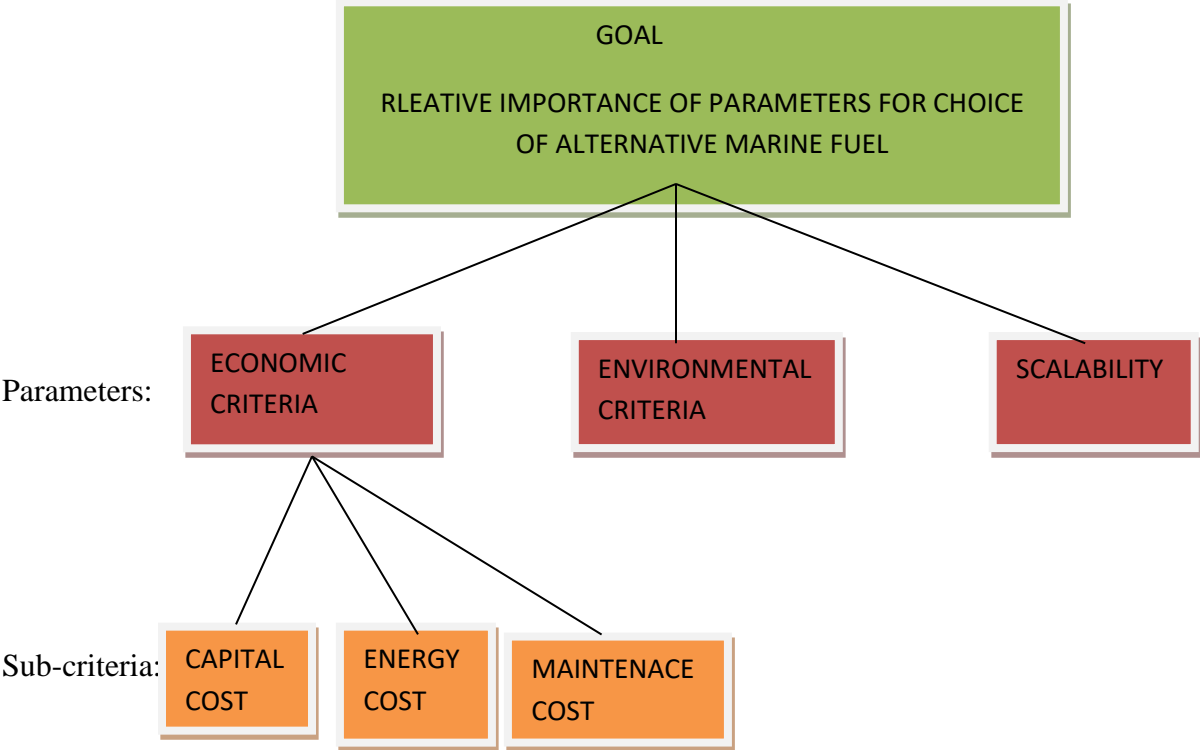 GOAL
RLEATIVE IMPORTANCE OF PARAMETERS FOR CHOICE
OF ALTERNATIVE MARINE FUEL
Parameters:
ECONOMIC
CRITERIA
ENVIRONMENTAL
CRITERIA
SCALABILITY
Sub-criteria:
CAPITAL
COST
ENERGY
COST
MAINTENACE
COST